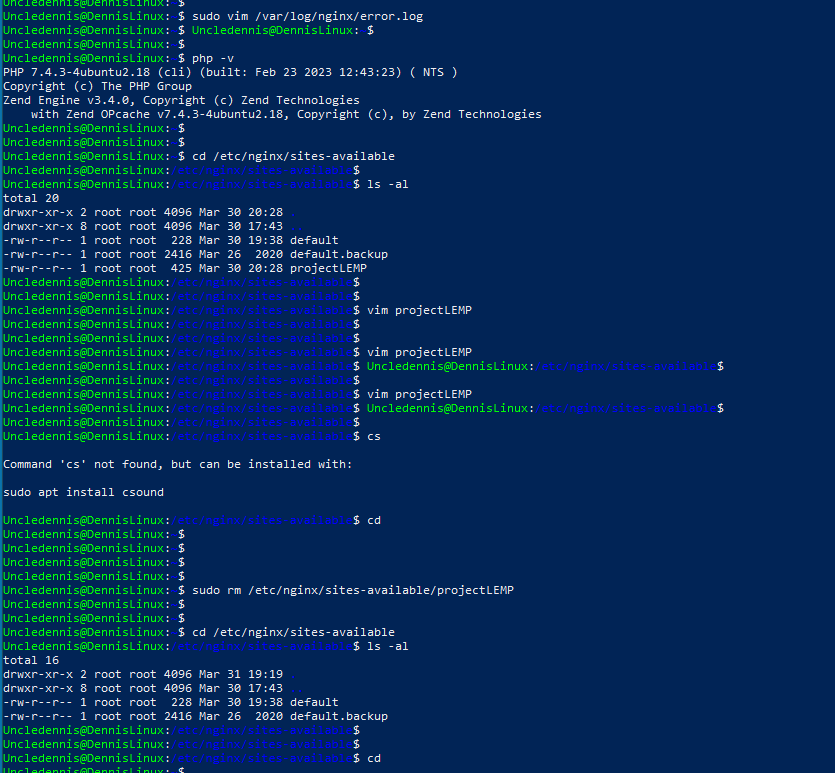 Uncledennis@DennisLinux: $
Uncledennis@DennisLinux: $ sudo vim /var/log/nginx/error.log
Uncledennis@DennisLinux: $ Uncledennis@DennisLinux: $
Uncledennis@DennisLinux: $
Uncledennis@DennisLinux: $ php -v
PHP 7.4.3-4ubuntu2.18 (cli) (built: Feb 23 2023 12:43:23) ( NTS )
Copyright (c) The PHP Group
Zend Engine v3.4.0, Copyright (c) Zend Technologies
    with Zend OPcache v7.4.3-4ubuntu2.18, Copyright (c), by Zend Technologies
Uncledennis@DennisLinux: $
Uncledennis@DennisLinux: $
Uncledennis@DennisLinux: $ cd /etc/nginx/sites-available
Uncledennis@DennisLinux:/etc/nginx/sites-available$
Uncledennis@DennisLinux:/etc/nginx/sites-available$ ls -al
total 20
drwxr-xr-x 2 root root 4096 Mar 30 20:28 .
drwxr-xr-x 8 root root 4096 Mar 30 17:43 ..
-rw-r--r-- 1 root root  228 Mar 30 19:38 default
-rw-r--r-- 1 root root 2416 Mar 26  2020 default.backup
-rw-r--r-- 1 root root  425 Mar 30 20:28 projectLEMP
Uncledennis@DennisLinux:/etc/nginx/sites-available$
Uncledennis@DennisLinux:/etc/nginx/sites-available$
Uncledennis@DennisLinux:/etc/nginx/sites-available$ vim projectLEMP
Uncledennis@DennisLinux:/etc/nginx/sites-available$
Uncledennis@DennisLinux:/etc/nginx/sites-available$
Uncledennis@DennisLinux:/etc/nginx/sites-available$ vim projectLEMP
Uncledennis@DennisLinux:/etc/nginx/sites-available$ Uncledennis@DennisLinux:/etc/nginx/sites-available$
Uncledennis@DennisLinux:/etc/nginx/sites-available$
Uncledennis@DennisLinux:/etc/nginx/sites-available$ vim projectLEMP
Uncledennis@DennisLinux:/etc/nginx/sites-available$ Uncledennis@DennisLinux:/etc/nginx/sites-available$
Uncledennis@DennisLinux:/etc/nginx/sites-available$
Uncledennis@DennisLinux:/etc/nginx/sites-available$ cs
Command 'cs' not found, but can be installed with:
sudo apt install csound
Uncledennis@DennisLinux:/etc/nginx/sites-available$ cd
Uncledennis@DennisLinux: $
Uncledennis@DennisLinux: $
Uncledennis@DennisLinux: $
Uncledennis@DennisLinux: $
Uncledennis@DennisLinux: $ sudo rm /etc/nginx/sites-available/projectLEMP
Uncledennis@DennisLinux: $
Uncledennis@DennisLinux: $
Uncledennis@DennisLinux: $ cd /etc/nginx/sites-available
Uncledennis@DennisLinux:/etc/nginx/sites-available$ ls -al
total 16
drwxr-xr-x 2 root root 4096 Mar 31 19:19 .
drwxr-xr-x 8 root root 4096 Mar 30 17:43 ..
-rw-r--r-- 1 root root  228 Mar 30 19:38 default
-rw-r--r-- 1 root root 2416 Mar 26  2020 default.backup
Uncledennis@DennisLinux:/etc/nginx/sites-available$
Uncledennis@DennisLinux:/etc/nginx/sites-available$
Uncledennis@DennisLinux:/etc/nginx/sites-available$ cd
Uncledennis@DennisLinux: $